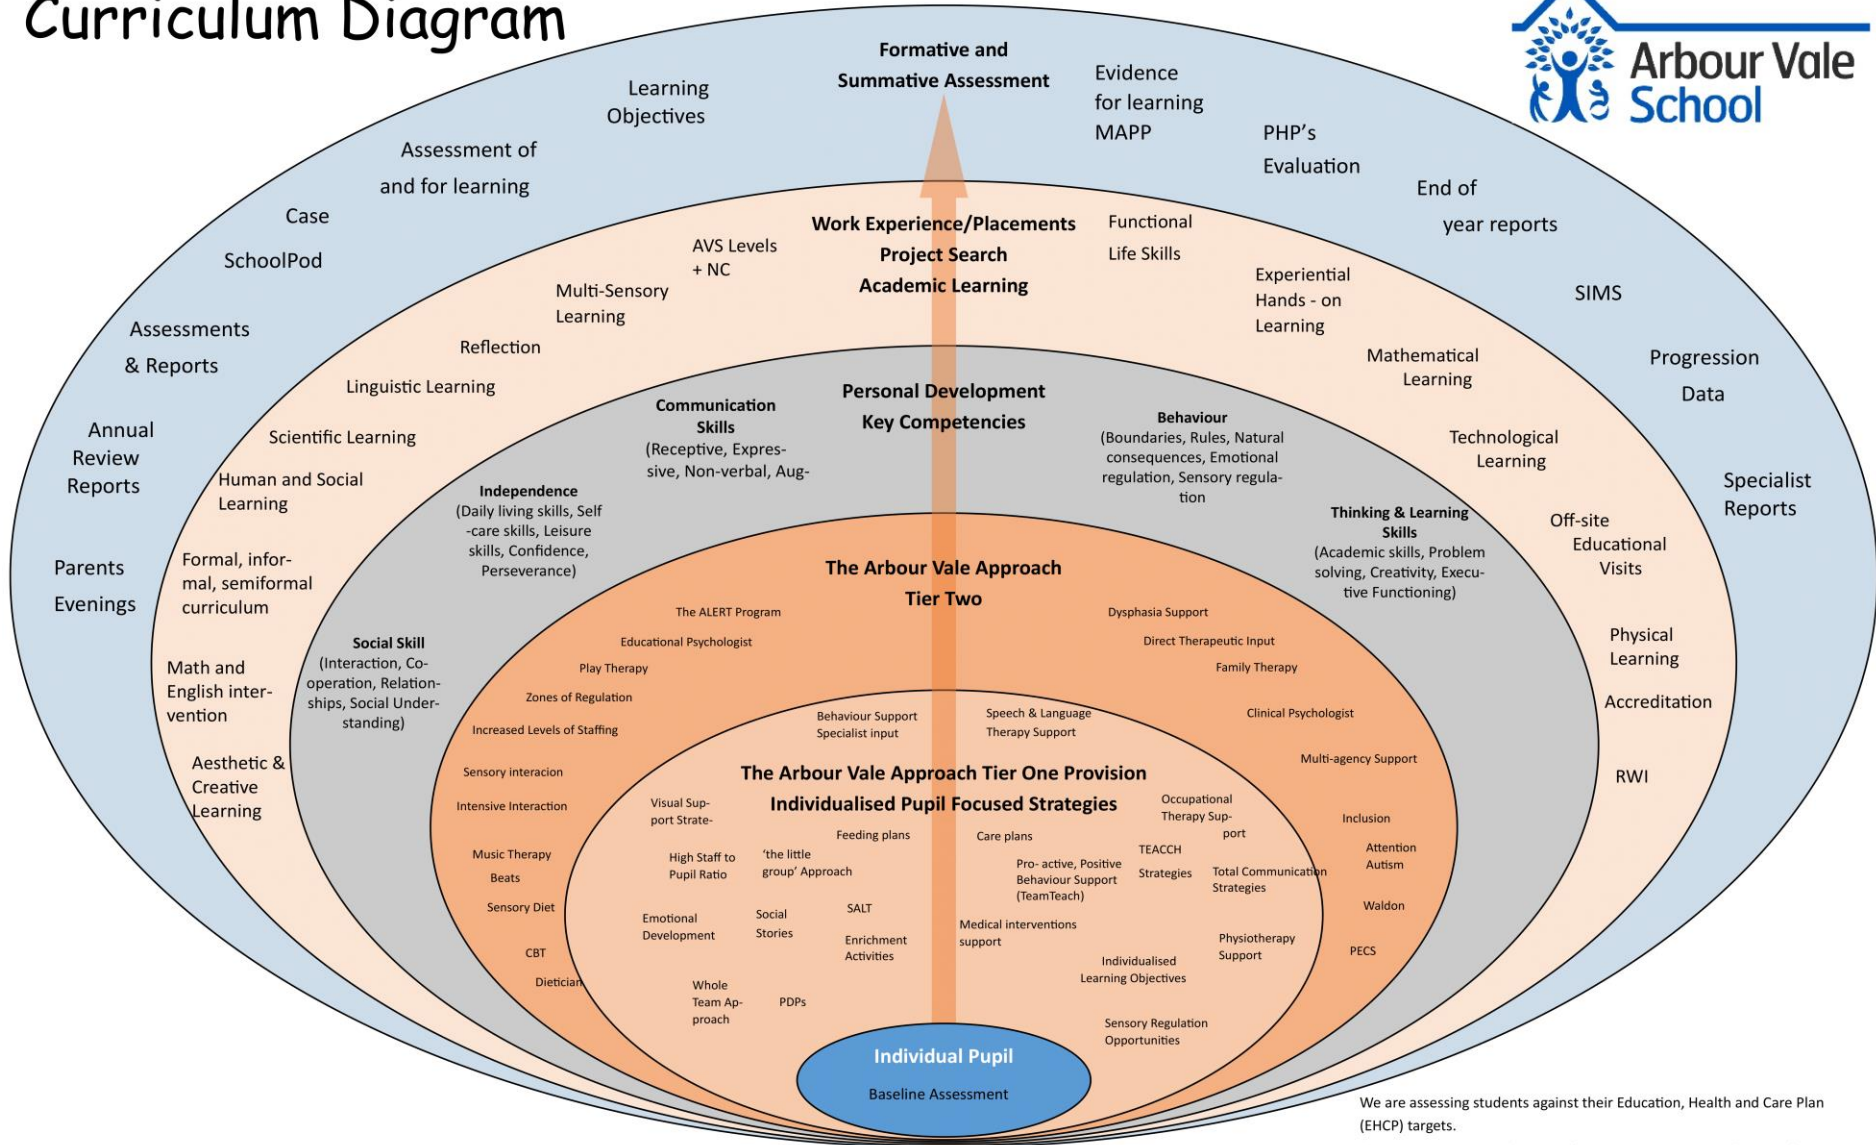 Curriculum Diagram
Arbour Vale
School
Formative and
Summative Assessment
Learning
Objectives
Assessment of
and for learning
Case
SchoolPod
Assessments
& Reports
Annual
Review
Reports
Parents
Evenings
Evidence
for learning
MAPP
PHP's
Evaluation
End of
year reports
SIMS
Progression
Data
Specialist
Reports
Work Experience/Placements
Project Search
Academic Learning
AVS Levels
+ NC
Multi-Sensory
Learning
Reflection
Linguistic Learning
Scientific Learning
Human and Social
Learning
Formal, infor-
mal, semiformal
curriculum
Math and
English inter-
vention
Aesthetic &
Creative
Learning
Functional
Life Skills
Experiential
Hands - on
Learning
Mathematical
Learning
Technological
Learning
Off-site
Educational
Visits
Physical
Learning
Accreditation
RWI
Personal Development
Key Competencies
Communication
Skills
(Receptive, Expres-
sive, Non-verbal, Aug-
Independence
(Daily living skills, Self
-care skills, Leisure
skills, Confidence,
Perseverance)
Social Skill
(Interaction, Co-
operation, Relation-
ships, Social Under-
standing)
Behaviour
(Boundaries, Rules, Natural
consequences, Emotional
regulation, Sensory regula-
tion
Thinking & Learning
Skills
(Academic skills, Problem
solving, Creativity, Execu-
tive Functioning)
The Arbour Vale Approach
Tier Two
The ALERT Program
Educational Psychologist
Play Therapy
Zones of Regulation
Increased Levels of Staffing
Sensory interacion
Intensive Interaction
Music Therapy
Beats
Sensory Diet
CBT
Dietician
Dysphasia Support
Direct Therapeutic Input
Family Therapy
Clinical Psychologist
Multi-agency Support
Inclusion
Attention
Autism
Waldon
PECS
Behaviour Support
Specialist input
Speech & Language
Therapy Support
The Arbour Vale Approach Tier One Provision
Individualised Pupil Focused Strategies
Visual Sup-
port Strate-
Feeding plans
High Staff to
Pupil Ratio
'the little
group' Approach
Emotional
Development
Social
Stories
SALT
Enrichment
Activities
Whole
Team Ap-
proach
PDPs
Care plans
Occupational
Therapy Sup-
port
Pro- active, Positive
Behaviour Support
(TeamTeach)
TEACCH
Strategies
Total Communication
Strategies
Medical interventions
support
Physiotherapy
Support
Individualised
Learning Objectives
Sensory Regulation
Opportunities
Individual Pupil
Baseline Assessment
We are assessing students against their Education, Health and Care Plan
(EHCP) targets.